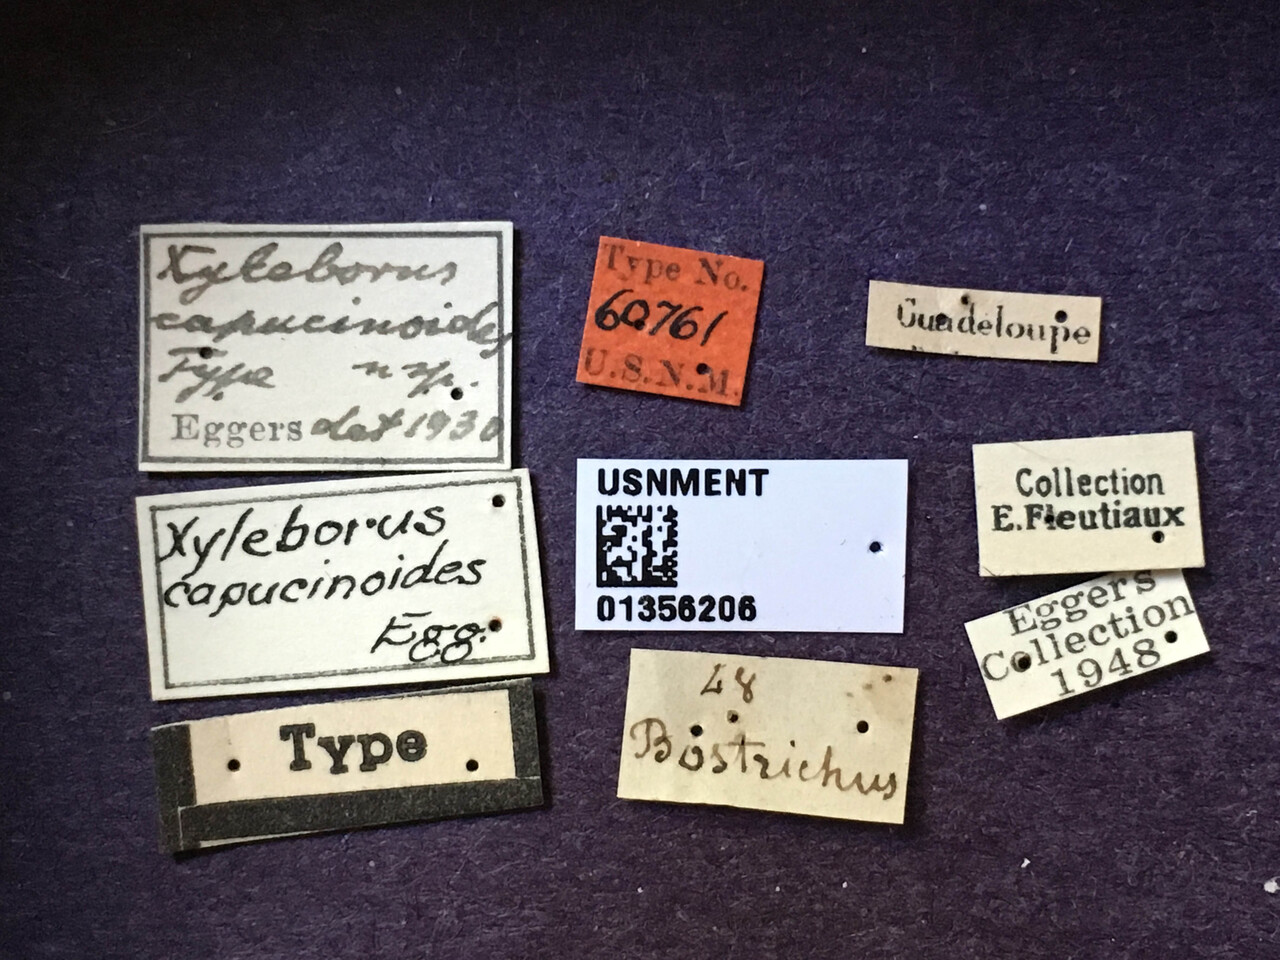 Xyleborus
capucinoides
Type n sp.
Eggers det 1930
Xyleborus
capucinoides
Egg.
Type
Type No.
60761
U.S.N.M.
USNMENT
01356206
48
Bostrichus
Guadeloupe
Collection
E.Fleutiaux
Eggers
Collection
1948